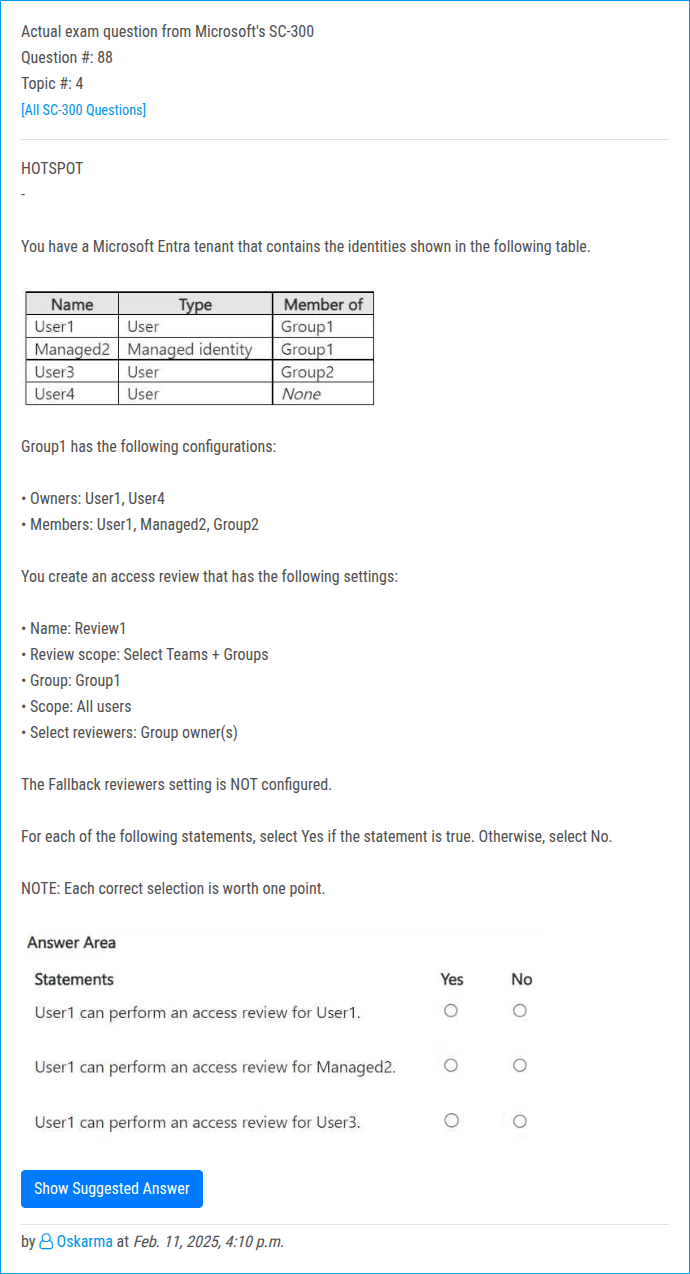 Actual exam question from Microsoft's SC-300
Question #: 88
Topic #: 4
[All SC-300 Questions]
HOTSPOT
-
You have a Microsoft Entra tenant that contains the identities shown in the following table.
Name Type Member of
User1 User Group1
Managed2 Managed identity Group1
User3 User Group2
User4 User None
Group1 has the following configurations:
• Owners: User1, User4
• Members: User1, Managed2, Group2
You create an access review that has the following settings:
• Name: Review1
• Review scope: Select Teams + Groups
• Group: Group1
• Scope: All users
• Select reviewers: Group owner(s)
The Fallback reviewers setting is NOT configured.
For each of the following statements, select Yes if the statement is true. Otherwise, select No.
NOTE: Each correct selection is worth one point.
Answer Area
Statements Yes No
User1 can perform an access review for User1.
User1 can perform an access review for Managed2.
User1 can perform an access review for User3.
Show Suggested Answer
by Oskarma at Feb. 11, 2025, 4:10 p.m.